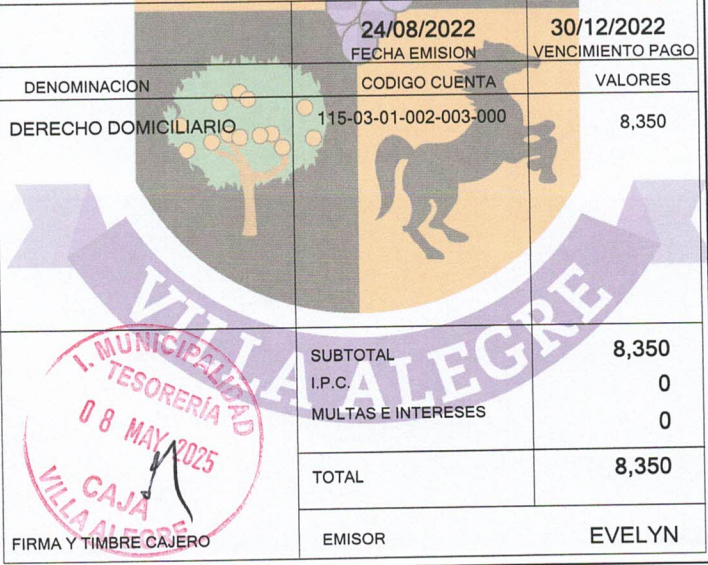 24/08/2022 30/12/2022
FECHA EMISION VENCIMIENTO PAGO
DENOMINACION CODIGO CUENTA VALORES
DERECHO DOMICILIARIO 115-03-01-002-003-000 8,350
VILLA ALEGRE
SUBTOTAL 8,350
I.P.C. 0
MULTAS E INTERESES 0
TOTAL 8,350
I. MUNICIPALIDAD
TESORERÍA
08 MAY 2025
CAJA
VILLA ALEGRE
FIRMA Y TIMBRE CAJERO EMISOR EVELYN